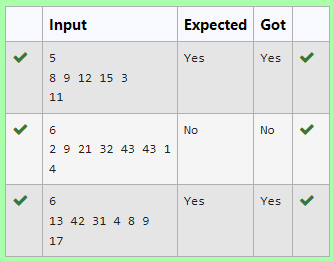 Input Expected Got
5 Yes Yes
8 9 12 15 3
11
6 No No
2 9 21 32 43 43 1
4
6 Yes Yes
13 42 31 4 8 9
17